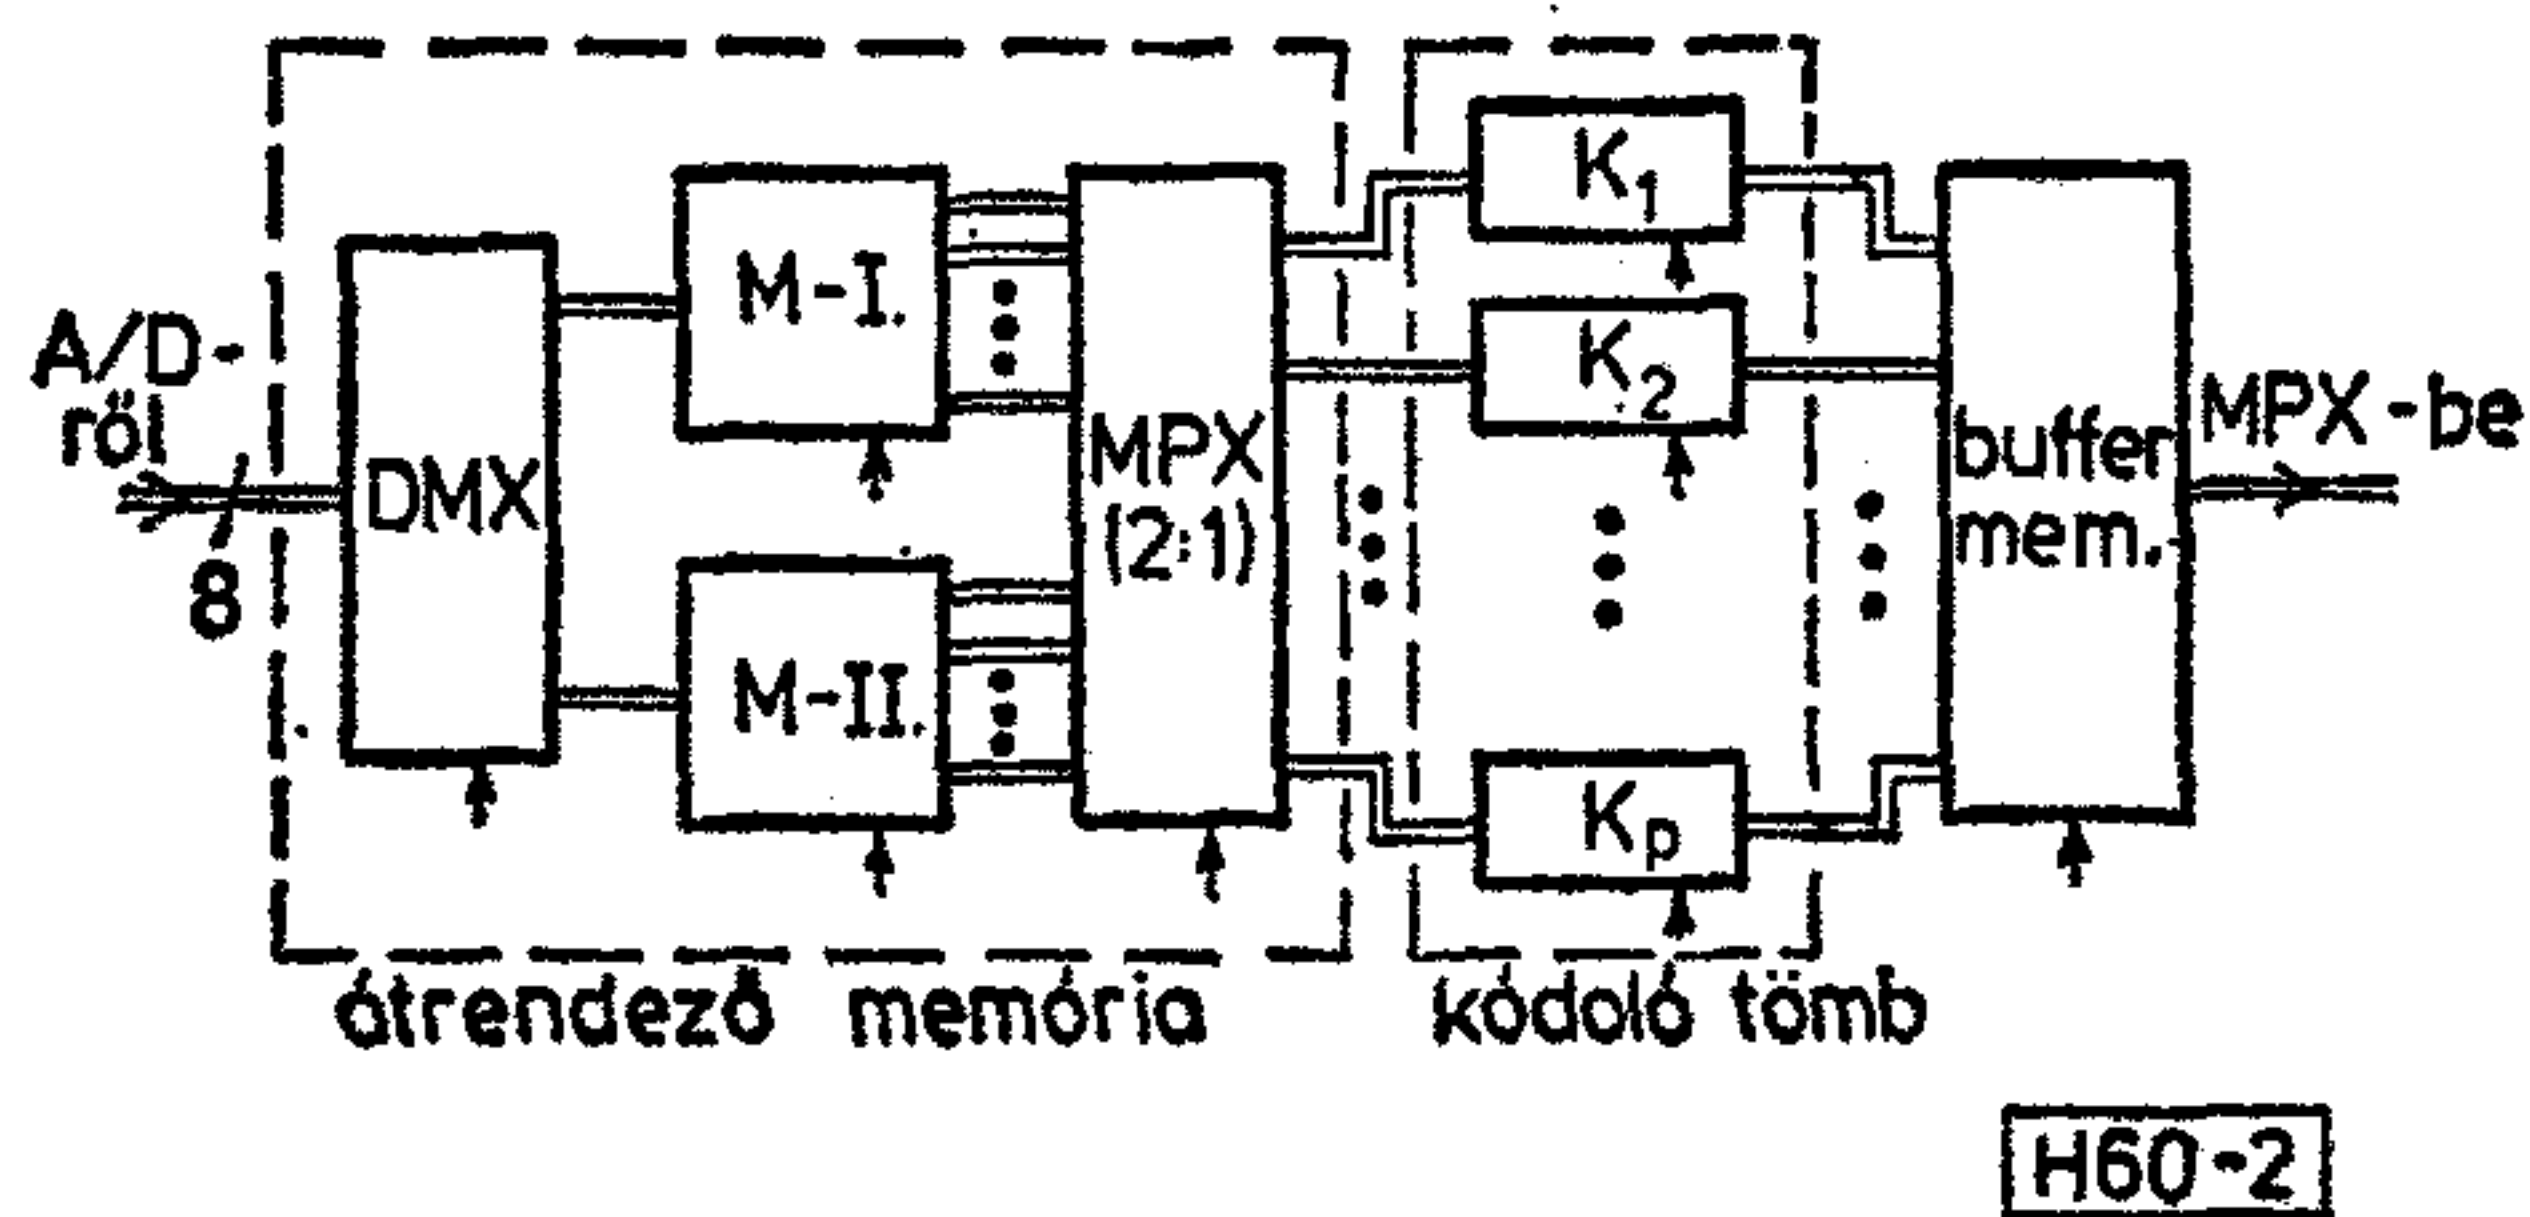 A/D-
ről
8
DMX
M-I.
M-II.
MPX
(2:1)
K1
K2
Kp
buffer
mem.
MPX-be
átrendező memória
kódoló tömb
H60-2